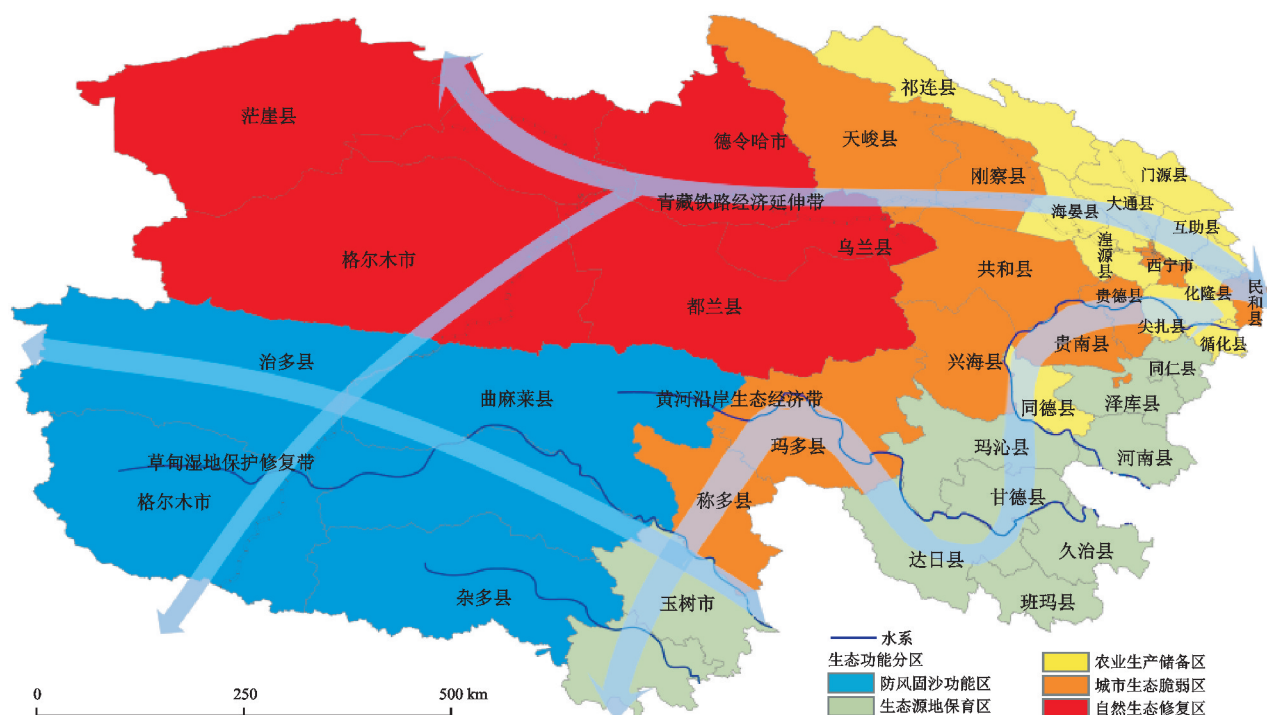 祁连县
茫崖县
天峻县
德令哈市
刚察县
门源县
青藏铁路经济延伸带
海晏县
大通县
互助县
乌兰县
湟源县
西宁市
格尔木市
共和县
贵德县
化隆县
民和县
都兰县
尖扎县
循化县
贵南县
治多县
兴海县
同仁县
曲麻莱县
黄河沿岸生态经济带
同德县
泽库县
玛多县
玛沁县
河南县
草甸湿地保护修复带
格尔木市
称多县
甘德县
久治县
达日县
杂多县
玉树市
班玛县
水系
生态功能分区
防风固沙功能区
生态源地保育区
农业生产储备区
城市生态脆弱区
自然生态修复区
0 250 500 km